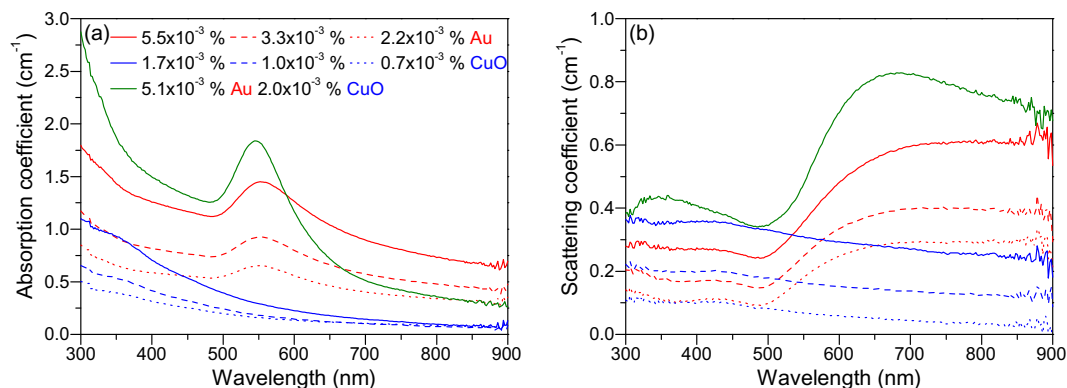 (a)
5.5x10⁻³ % 3.3x10⁻³ % 2.2x10⁻³ % Au
1.7x10⁻³ % 1.0x10⁻³ % 0.7x10⁻³ % CuO
5.1x10⁻³ % Au 2.0x10⁻³ % CuO
Absorption coefficient (cm⁻¹)
3.0
2.5
2.0
1.5
1.0
0.5
0.0
300 400 500 600 700 800 900
Wavelength (nm)
(b)
Scattering coefficient (cm⁻¹)
1.0
0.8
0.6
0.4
0.2
0.0
300 400 500 600 700 800 900
Wavelength (nm)